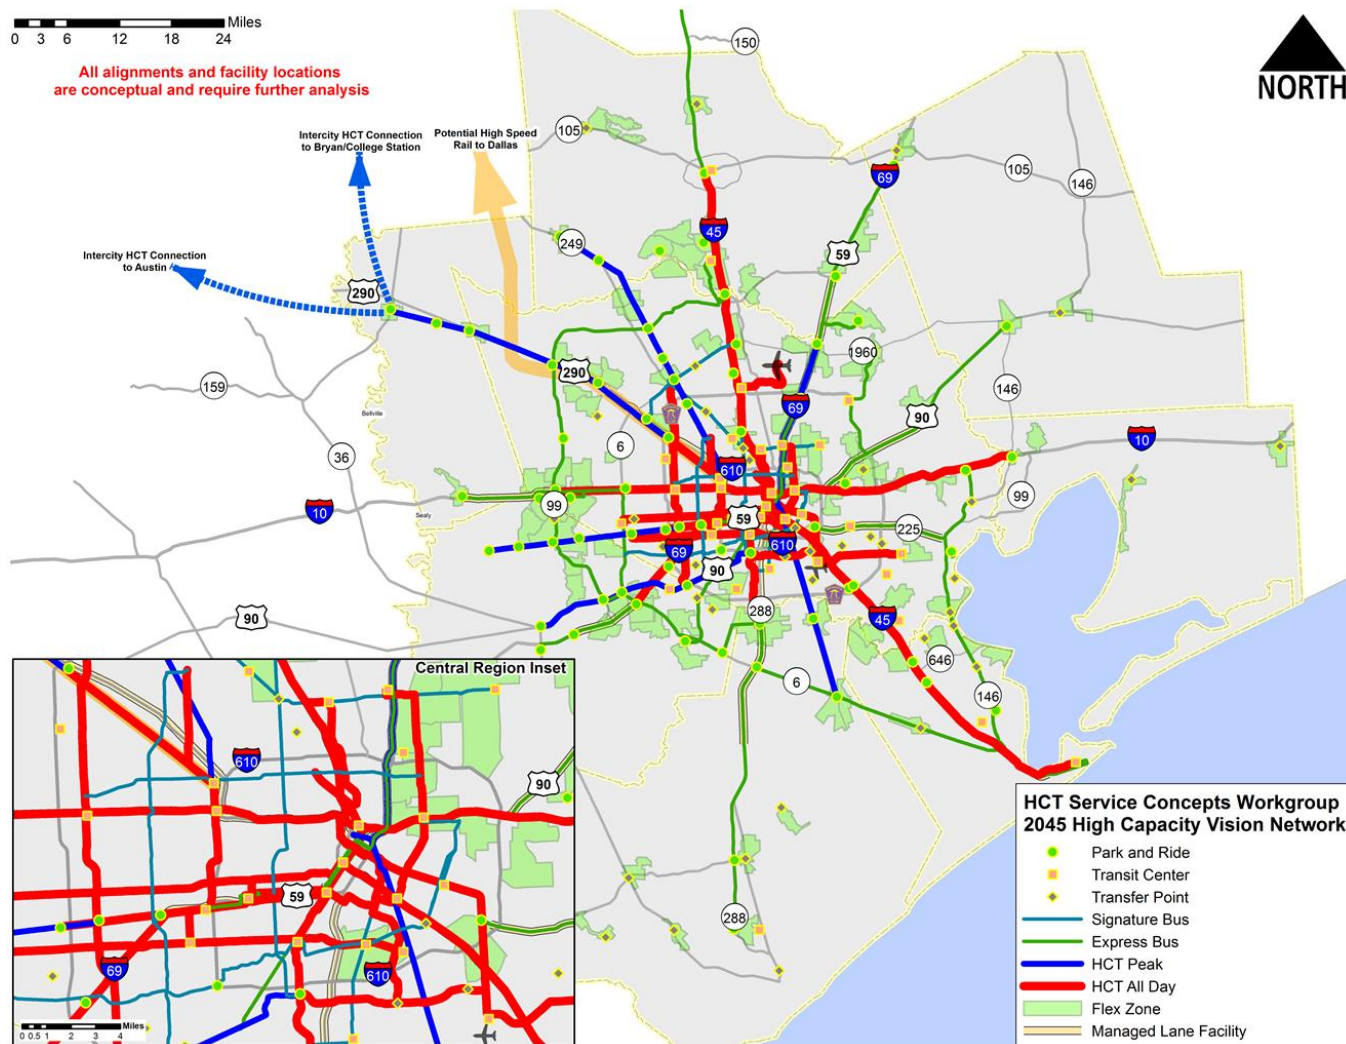 Miles
0 3 6 12 18 24
All alignments and facility locations
are conceptual and require further analysis
NORTH
150
105
Intercity HCT Connection
to Bryan/College Station
Potential High Speed
Rail to Dallas
69
105
146
45
249
59
Intercity HCT Connection
to Austin
290
1960
146
290
159
69
90
Bellville
10
36
6
610
99
99
10
Sealy
59
225
610
69
90
288
90
45
646
6
146
288
Central Region Inset
610
90
59
69
610
Miles
0 0.5 1 2 3 4
HCT Service Concepts Workgroup
2045 High Capacity Vision Network
Park and Ride
Transit Center
Transfer Point
Signature Bus
Express Bus
HCT Peak
HCT All Day
Flex Zone
Managed Lane Facility